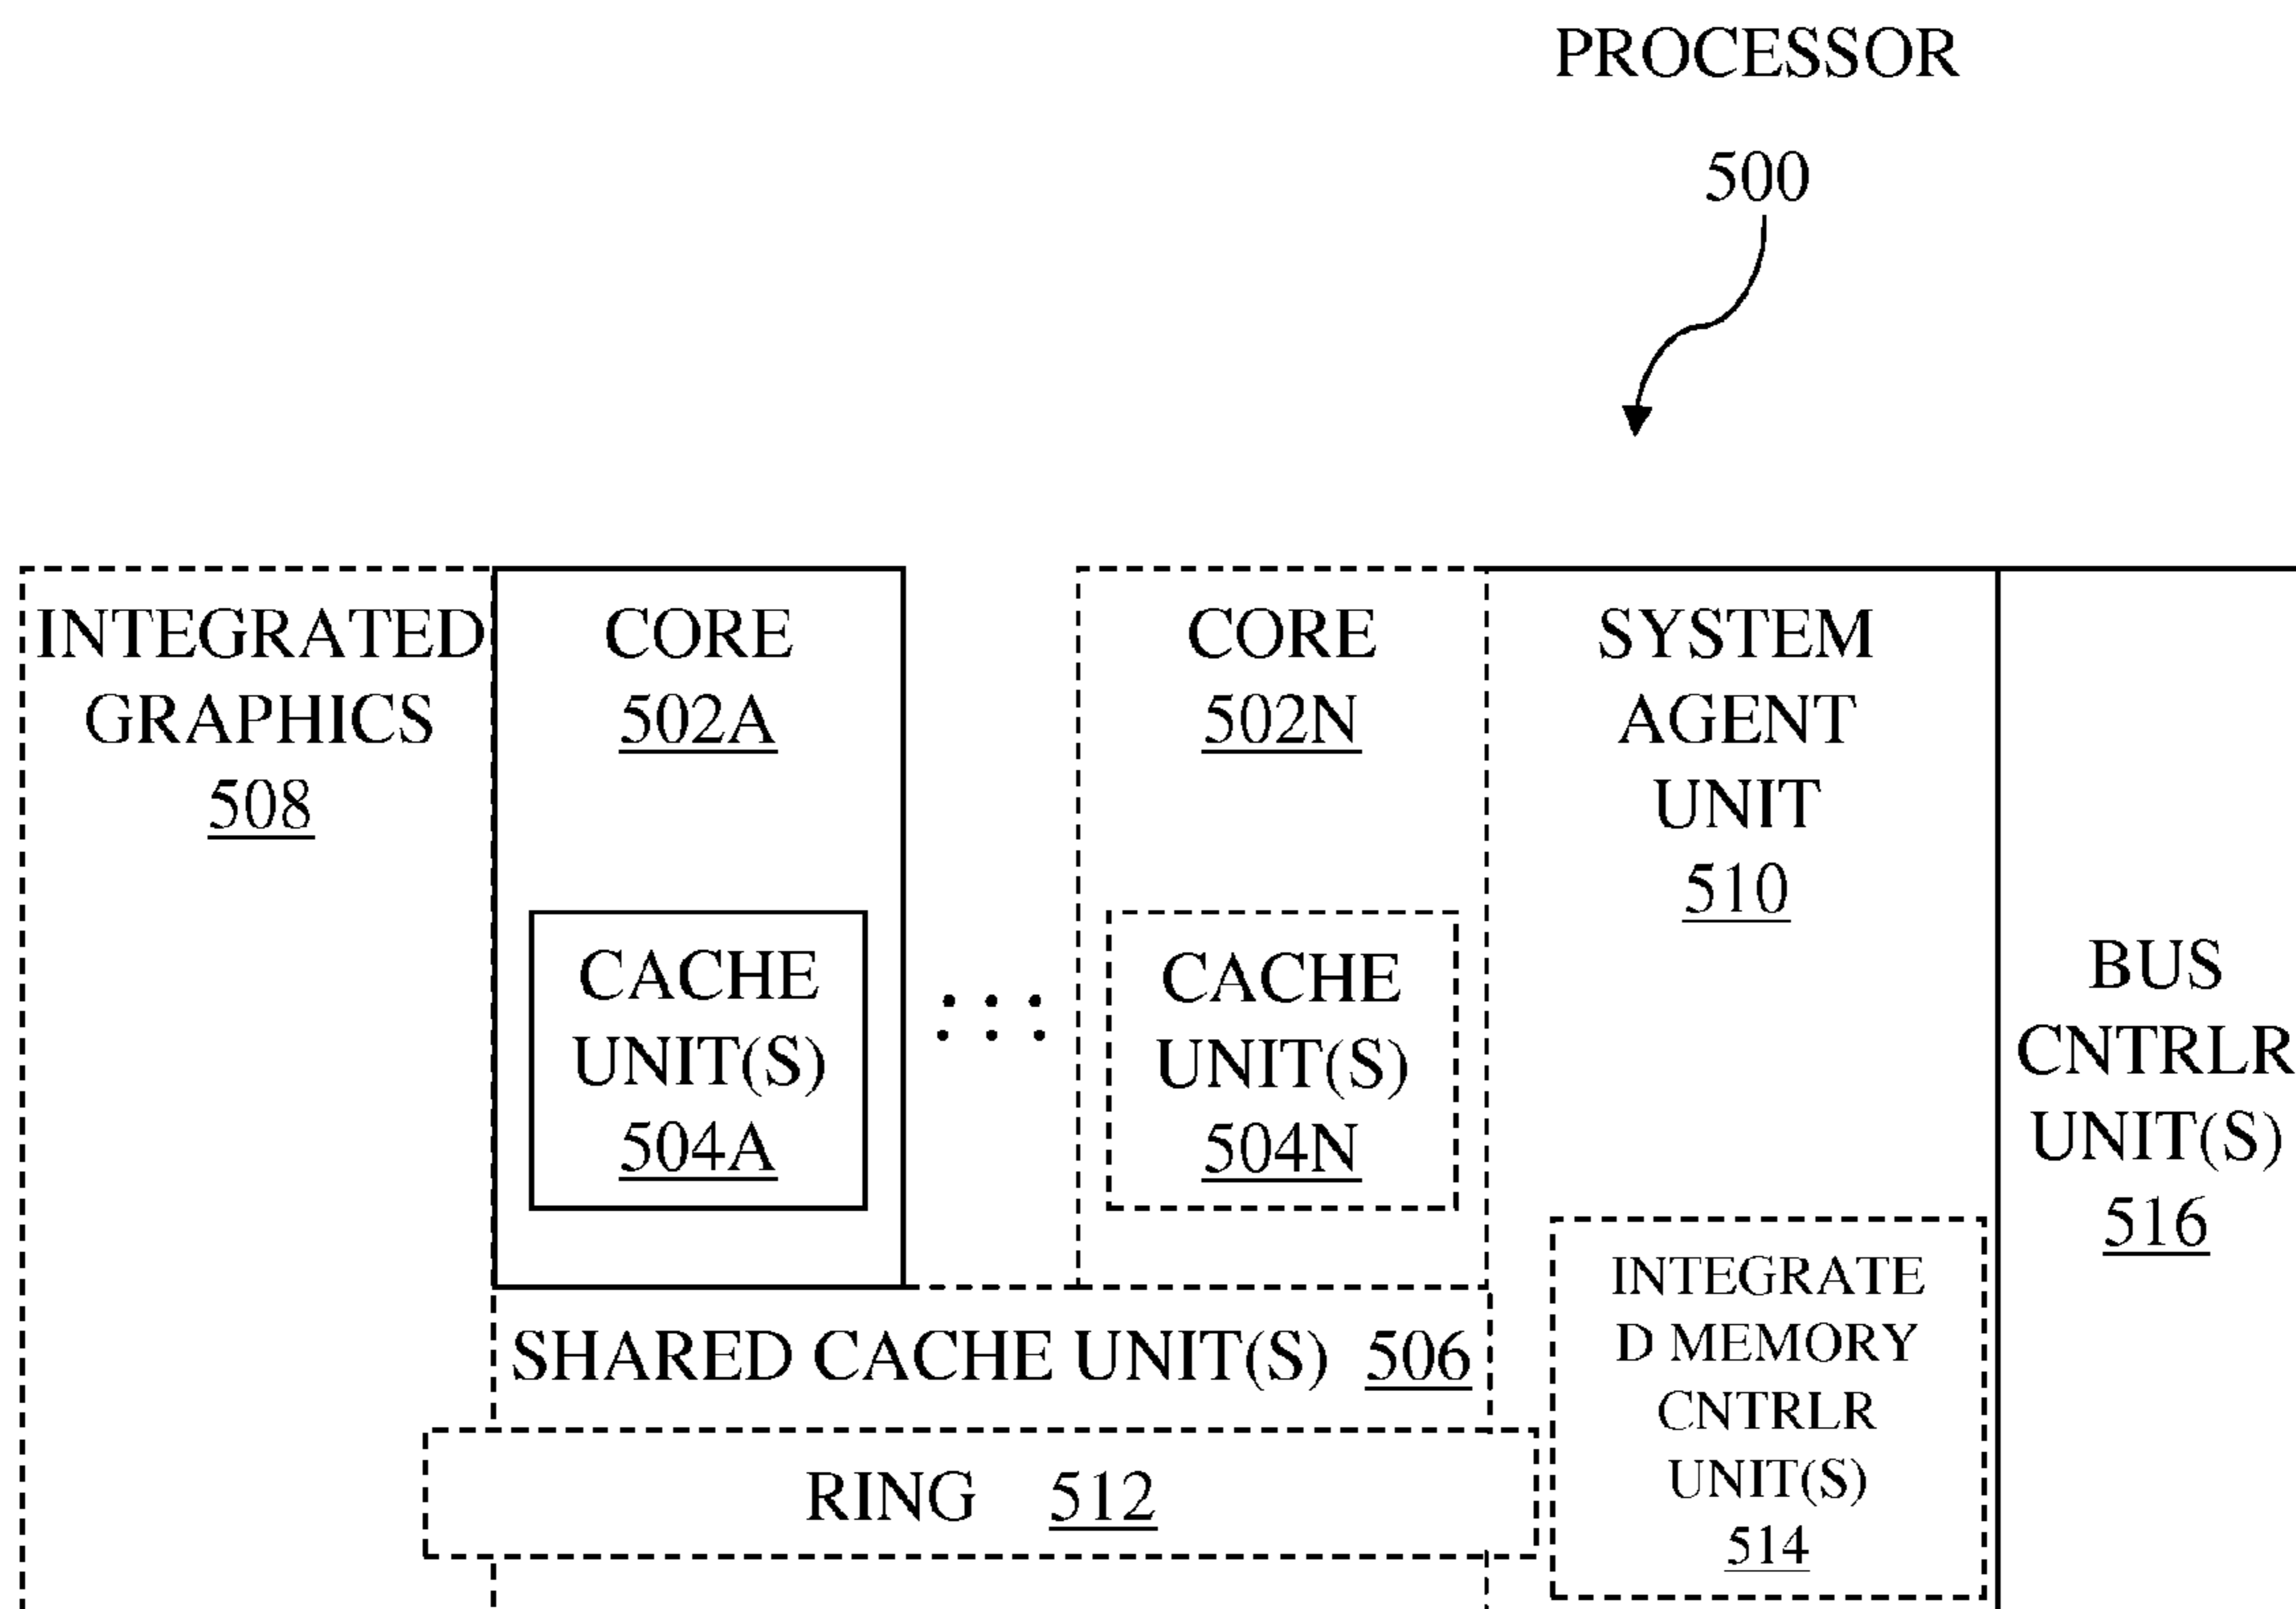 PROCESSOR
500
INTEGRATED
GRAPHICS
508
CORE
502A
CACHE
UNIT(S)
504A
CORE
502N
CACHE
UNIT(S)
504N
SYSTEM
AGENT
UNIT
510
BUS
CNTRLR
UNIT(S)
516
INTEGRATE
D MEMORY
CNTRLR
UNIT(S)
514
SHARED CACHE UNIT(S) 506
RING 512